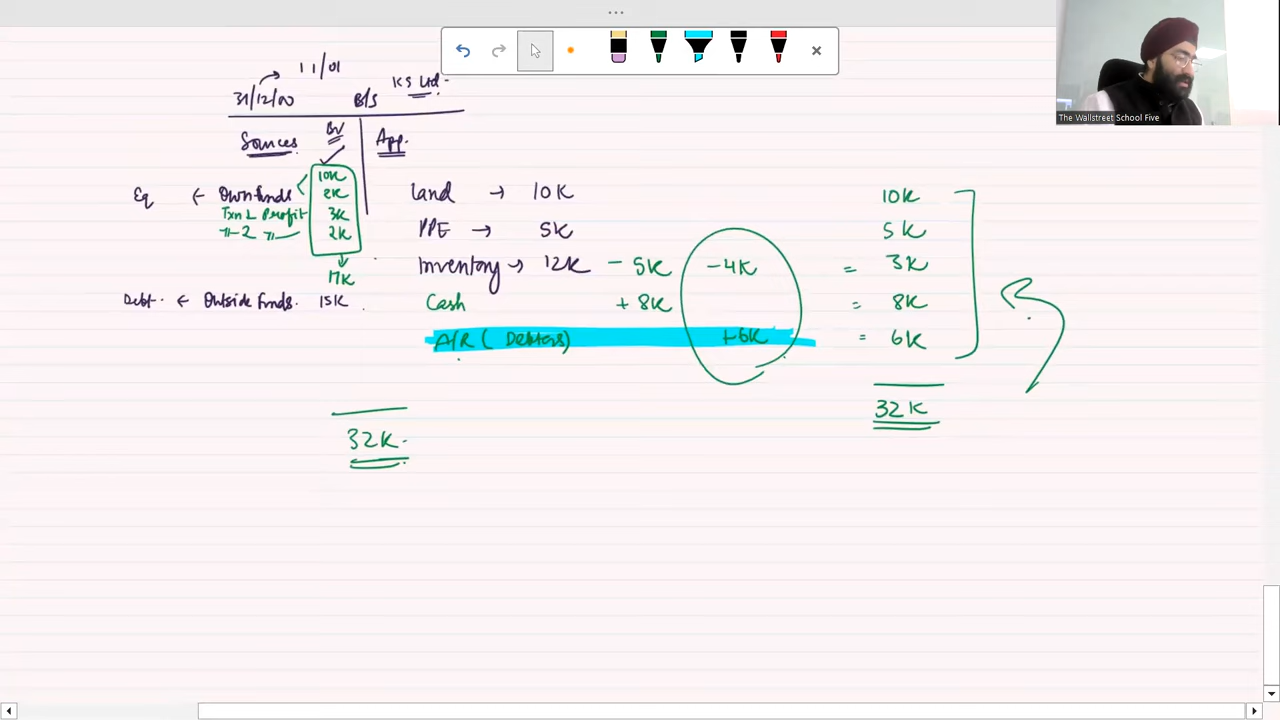 11/01
31/12/00 B/S KS Ltd.
The Wallstreet School Five
Sources BV App.
10K
Eq ← Own funds 2K Land → 10K 10K
Txn 1 Profit 3K
" 2 " 2K PPE → 5K 5K
17K Inventory → 12K - 5K - 4K = 3K
Debt ← Outside funds. 15K Cash + 8K = 8K
A/R (Debtors) +6K = 6K
32K
32K